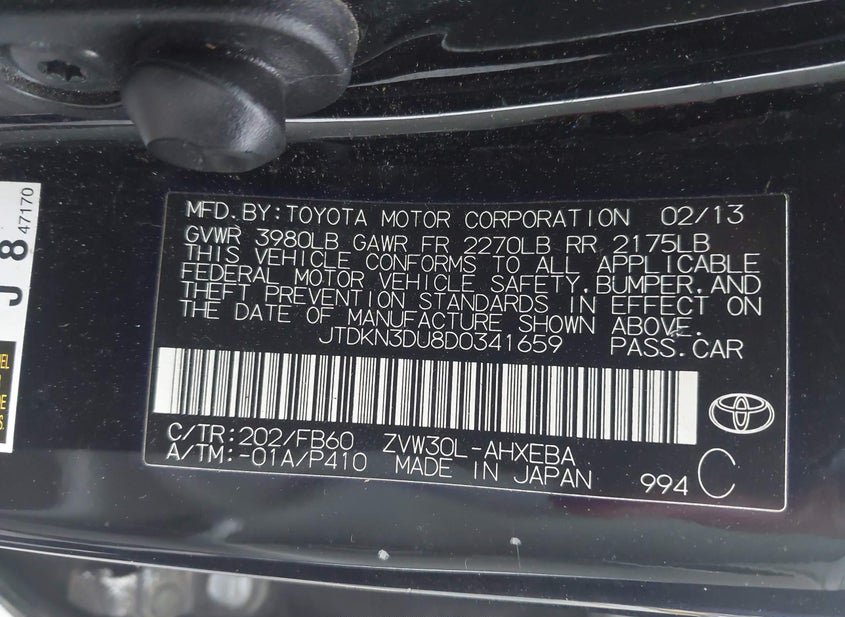 MFD.BY:TOYOTA MOTOR CORPORATION 02/13
GVWR 3980LB GAWR FR 2270LB RR 2175LB
THIS VEHICLE CONFORMS TO ALL APPLICABLE
FEDERAL MOTOR VEHICLE SAFETY,BUMPER,AND
THEFT PREVENTION STANDARDS IN EFFECT ON
THE DATE OF MANUFACTURE SHOWN ABOVE.
JTDKN3DU8D0341659 PASS.CAR
C/TR:202/FB60 ZVW30L-AHXEBA
A/TM:-01A/P410 MADE IN JAPAN 994 C
J 8 47170